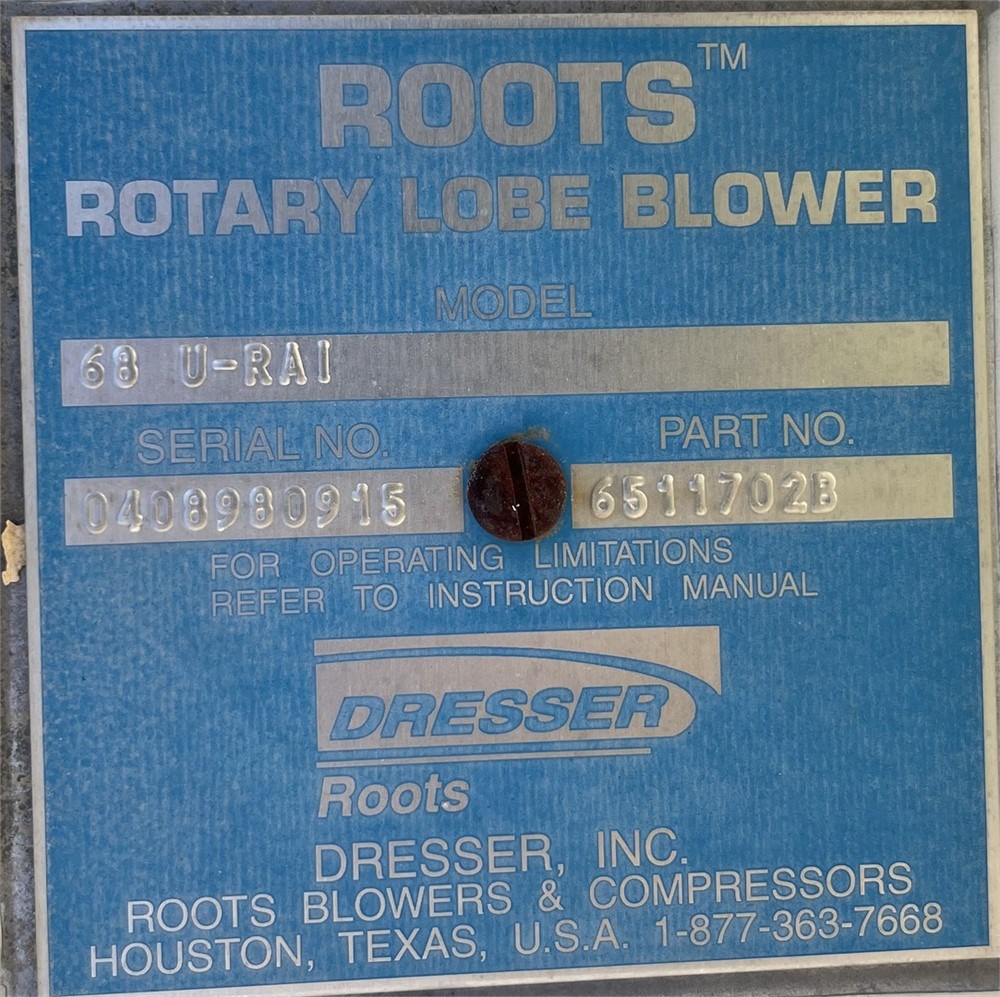 ROOTS™
ROTARY LOBE BLOWER
MODEL
68 U-RAI
SERIAL NO. PART NO.
0408980915 6511702B
FOR OPERATING LIMITATIONS
REFER TO INSTRUCTION MANUAL
DRESSER
Roots
DRESSER, INC.
ROOTS BLOWERS & COMPRESSORS
HOUSTON, TEXAS, U.S.A. 1-877-363-7668